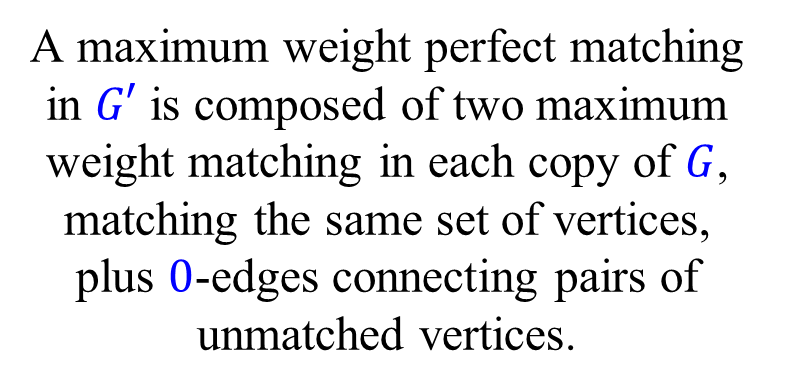 A maximum weight perfect matching
in G′ is composed of two maximum
weight matching in each copy of G,
matching the same set of vertices,
plus 0-edges connecting pairs of
unmatched vertices.